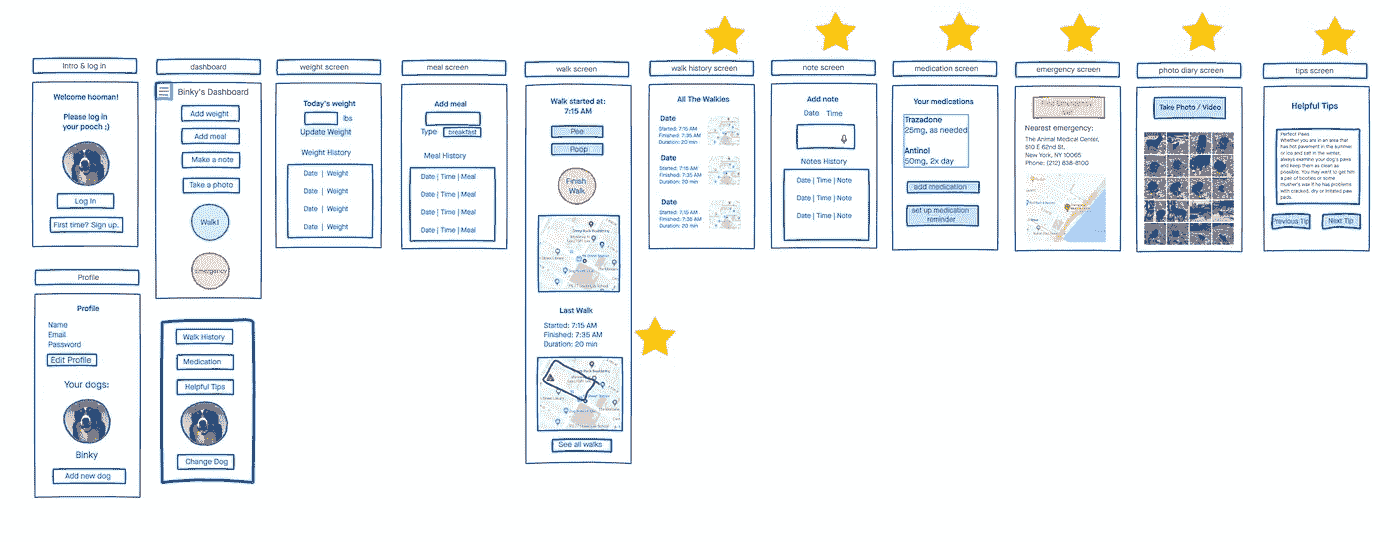 Intro & log in
Welcome hooman!
Please log in
your pooch ;)
Log In
First time? Sign up.
Profile
Profile
Name
Email
Password
Edit Profile
Your dogs:
Binky
Add new dog
dashboard
Binky's Dashboard
Add weight
Add meal
Make a note
Take a photo
Walk!
Emergency
Walk History
Medication
Helpful Tips
Change Dog
weight screen
Today's weight
lbs
Update Weight
Weight History
Date | Weight
Date | Weight
Date | Weight
Date | Weight
meal screen
Add meal
Type breakfast
Meal History
Date | Time | Meal
Date | Time | Meal
Date | Time | Meal
Date | Time | Meal
walk screen
Walk started at:
7:15 AM
Pee
Poop
Finish
Walk
Last Walk
Started: 7:15 AM
Finished: 7:35 AM
Duration: 20 min
See all walks
walk history screen
All The Walkies
Date
Started: 7:15 AM
Finished: 7:35 AM
Duration: 20 min
Date
Started: 7:15 AM
Finished: 7:35 AM
Duration: 20 min
Date
Started: 7:15 AM
Finished: 7:35 AM
Duration: 20 min
note screen
Add note
Date Time
Notes History
Date | Time | Note
Date | Time | Note
Date | Time | Note
medication screen
Your medications
Trazadone
25mg, as needed
Antinol
50mg, 2x day
add medication
set up medication
reminder
emergency screen
Find Emergency
Vet
Nearest emergency:
The Animal Medical Center,
510 E 62nd St,
New York, NY 10065
Phone: (212) 838-8100
photo diary screen
Take Photo / Video
tips screen
Helpful Tips
Perfect Paws
Whether you are in an area that
has hot pavement in the summer
or ice and salt in the winter,
always examine your dog's paws
and keep them as clean as
possible. You may want to get him
a pair of booties or some
musher's wax if he has problems
with cracked, dry or irritated paw
pads.
Previous Tip
Next Tip